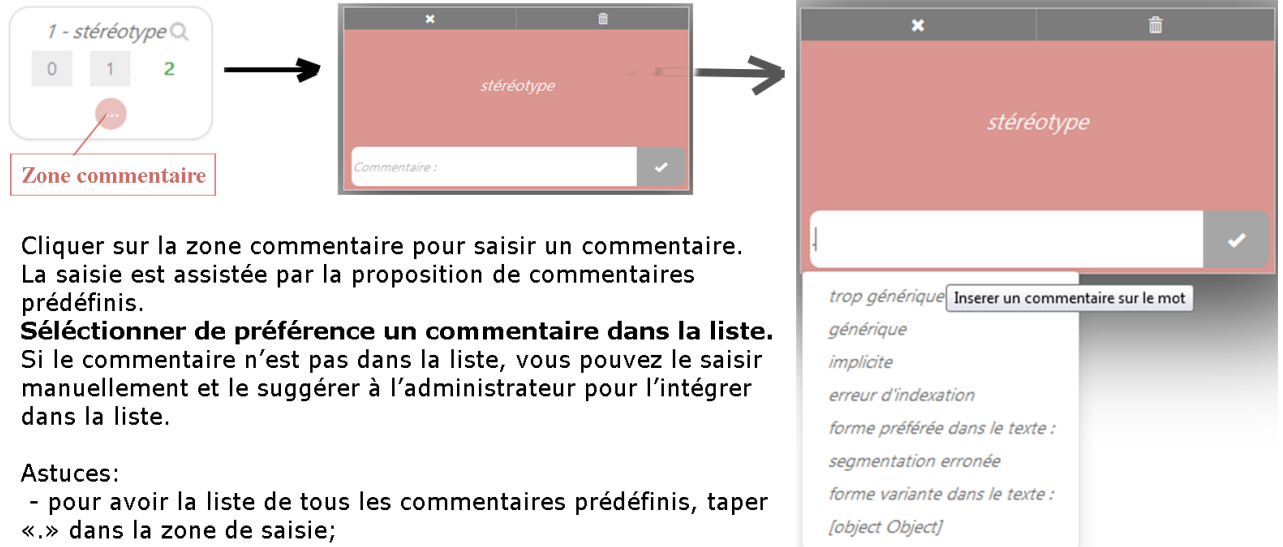 1 - stéréotype
0 1 2
...
Zone commentaire
stéréotype
Commentaire :
stéréotype
.
trop générique
Inserer un commentaire sur le mot
générique
implicite
erreur d'indexation
forme préférée dans le texte :
segmentation erronée
forme variante dans le texte :
[object Object]
Cliquer sur la zone commentaire pour saisir un commentaire.
La saisie est assistée par la proposition de commentaires
prédéfinis.
Séléctionner de préférence un commentaire dans la liste.
Si le commentaire n’est pas dans la liste, vous pouvez le saisir
manuellement et le suggérer à l’administrateur pour l’intégrer
dans la liste.
Astuces:
- pour avoir la liste de tous les commentaires prédéfinis, taper
«.» dans la zone de saisie;